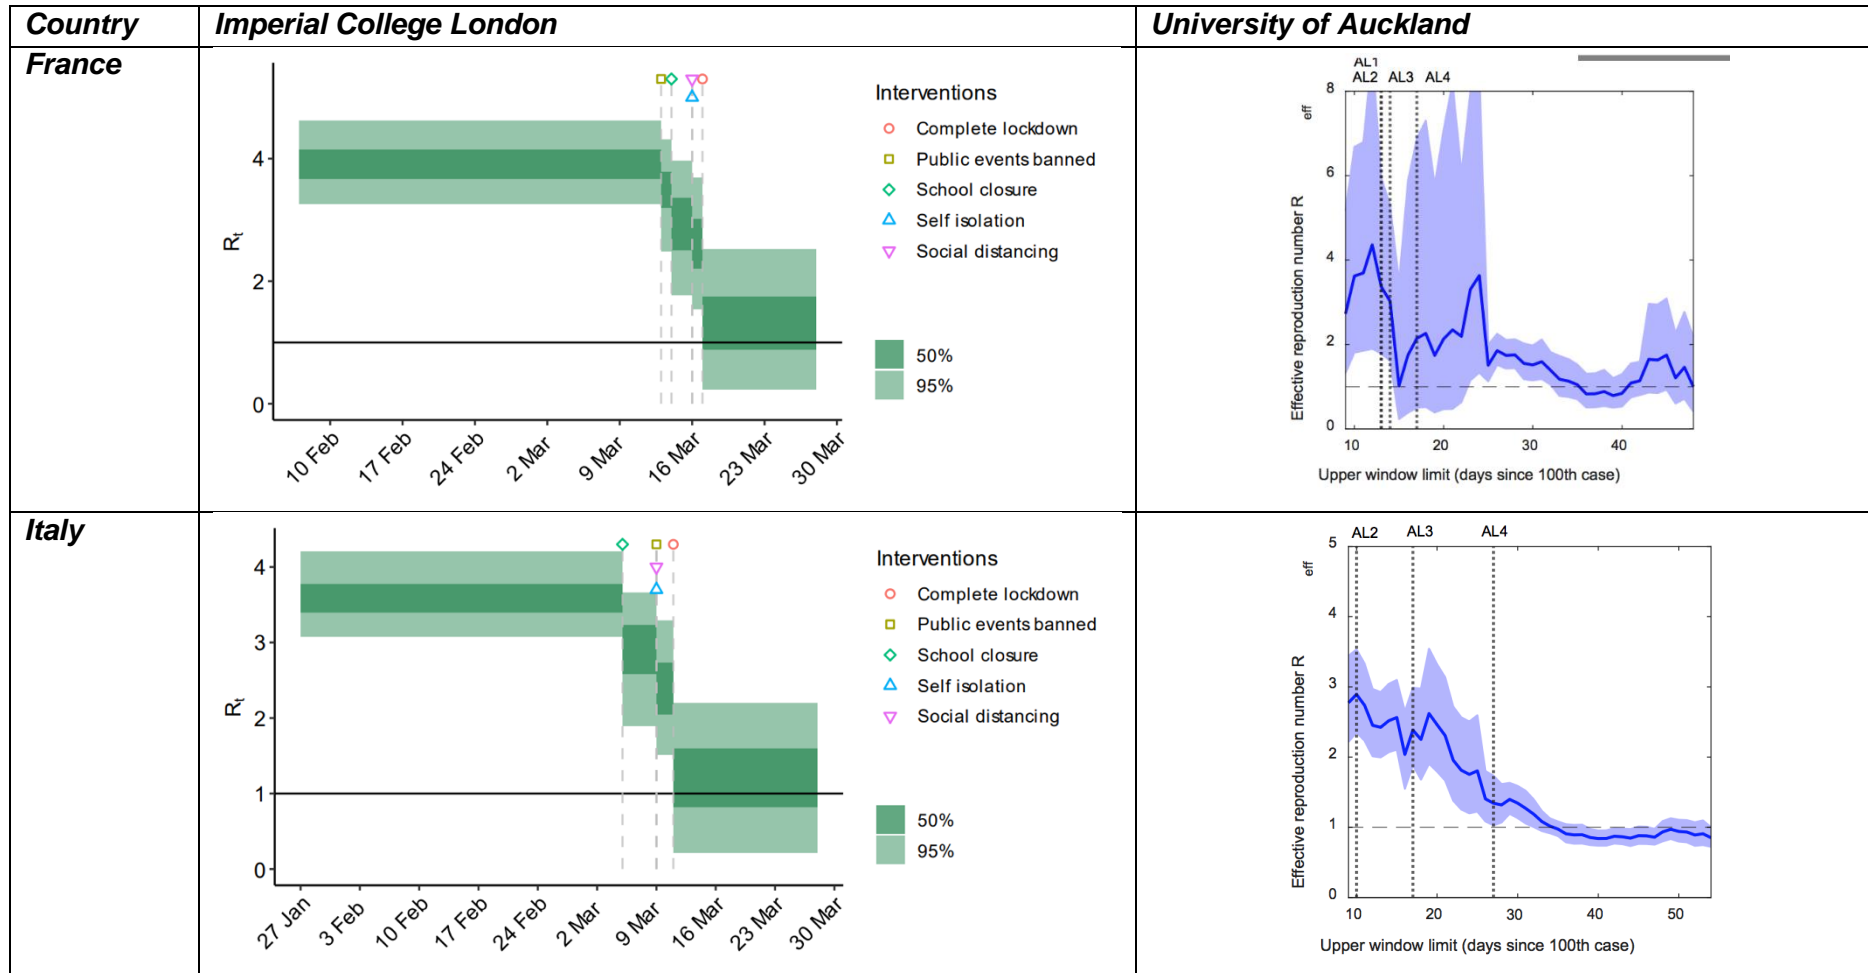 Country Imperial College London University of Auckland
France
Interventions
Complete lockdown
Public events banned
School closure
Self isolation
Social distancing
50%
95%
Rt
4
2
0
10 Feb 17 Feb 24 Feb 2 Mar 9 Mar 16 Mar 23 Mar 30 Mar
AL1
AL2 AL3 AL4
Effective reproduction number R eff
8
6
4
2
0
10 20 30 40
Upper window limit (days since 100th case)
Italy
Interventions
Complete lockdown
Public events banned
School closure
Self isolation
Social distancing
50%
95%
Rt
4
3
2
1
0
27 Jan 3 Feb 10 Feb 17 Feb 24 Feb 2 Mar 9 Mar 16 Mar 23 Mar 30 Mar
AL2 AL3 AL4
Effective reproduction number R eff
5
4
3
2
1
0
10 20 30 40 50
Upper window limit (days since 100th case)